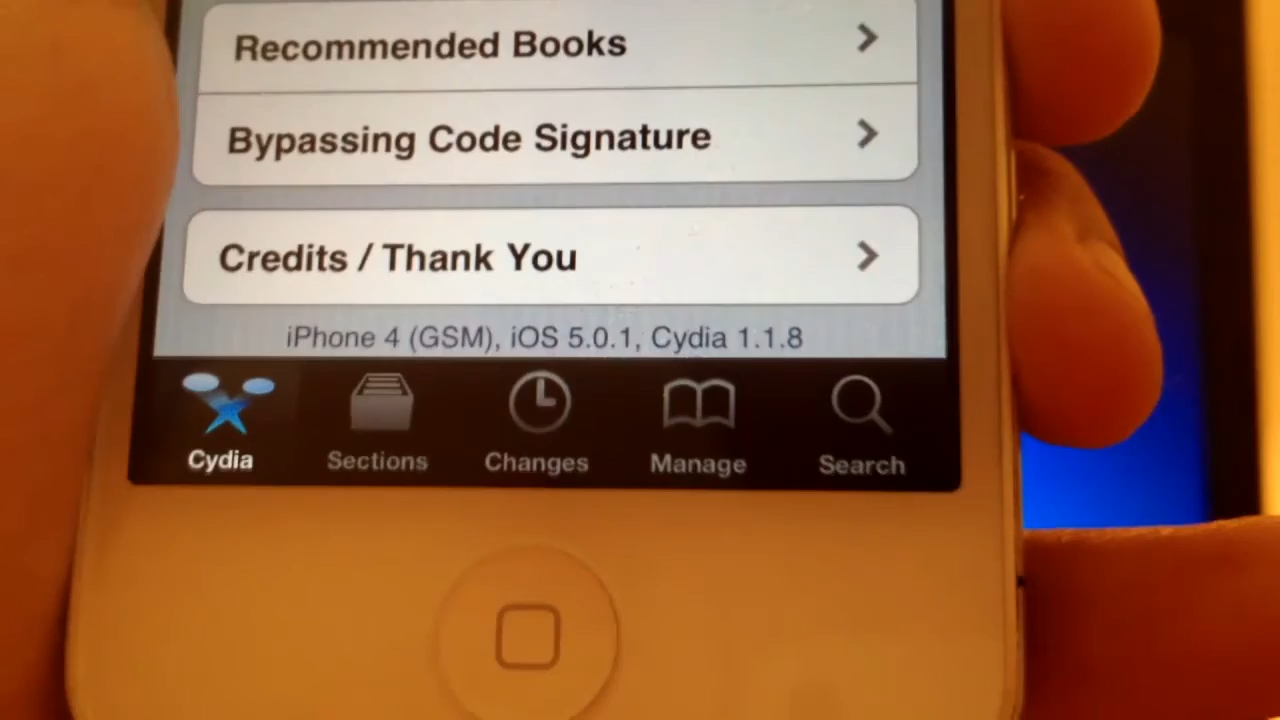 Recommended Books
Bypassing Code Signature
Credits / Thank You
iPhone 4 (GSM), iOS 5.0.1, Cydia 1.1.8
Cydia
Sections
Changes
Manage
Search